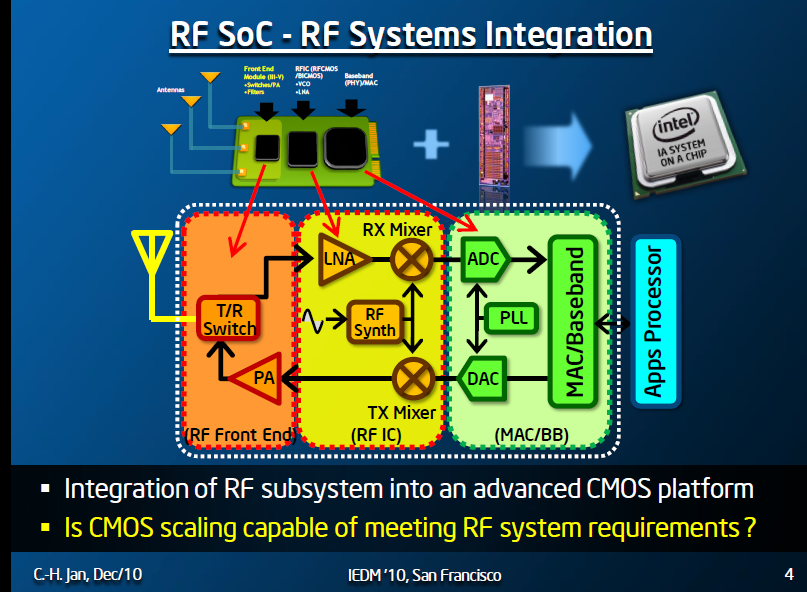 RF SoC - RF Systems Integration
Antennas
Front End
Module (III-V)
•Switches/PA
•Filters
RFIC (RFCMOS
/BICMOS)
•VCO
•LNA
Baseband
(PHY)/MAC
intel
IA SYSTEM
ON A CHIP
RX Mixer
LNA
ADC
T/R
Switch
RF
Synth
PLL
MAC/Baseband
Apps Processor
PA
DAC
TX Mixer
(RF Front End)
(RF IC)
(MAC/BB)
▪ Integration of RF subsystem into an advanced CMOS platform
▪ Is CMOS scaling capable of meeting RF system requirements ?
C.-H. Jan, Dec/10
IEDM '10, San Francisco
4